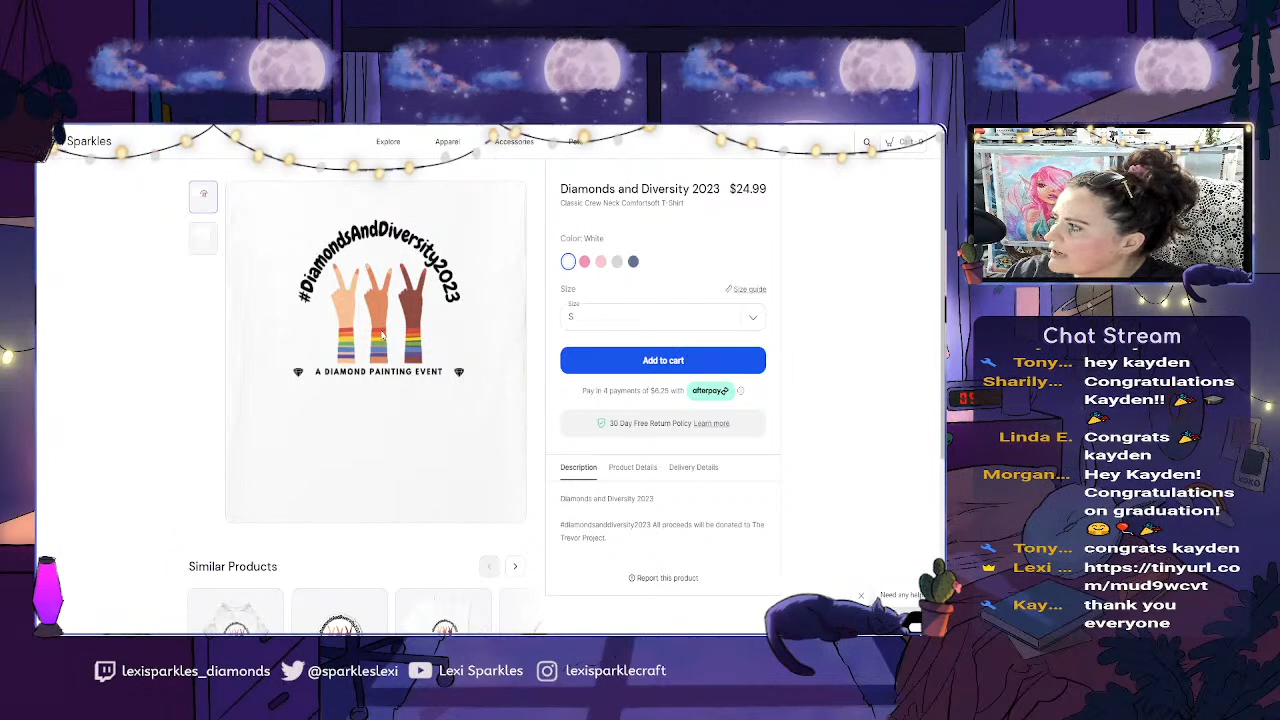 Sparkles
Explore
Apparel
Accessories
Diamonds and Diversity 2023 $24.99
Classic Crew Neck Comfortsoft T-Shirt
Color: White
Size
Size guide
Size
S
Add to cart
Pay in 4 payments of $6.25 with afterpay
30 Day Free Return Policy Learn more
Description Product Details Delivery Details
Diamonds and Diversity 2023
#diamondsanddiversity2023 All proceeds will be donated to The
Trevor Project.
Report this product
#DiamondsAndDiversity2023
A DIAMOND PAINTING EVENT
Similar Products
Need any help
Chat Stream
Tony... hey kayden
Sharily... Congratulations
Kayden!!
Linda E. Congrats
kayden
Morgan... Hey Kayden!
Congratulations
on graduation!
Tony... congrats kayden
Lexi ... https://tinyurl.co
m/mud9wcvt
Kay... thank you
everyone
lexisparkles_diamonds @sparkleslexi Lexi Sparkles lexisparklecraft